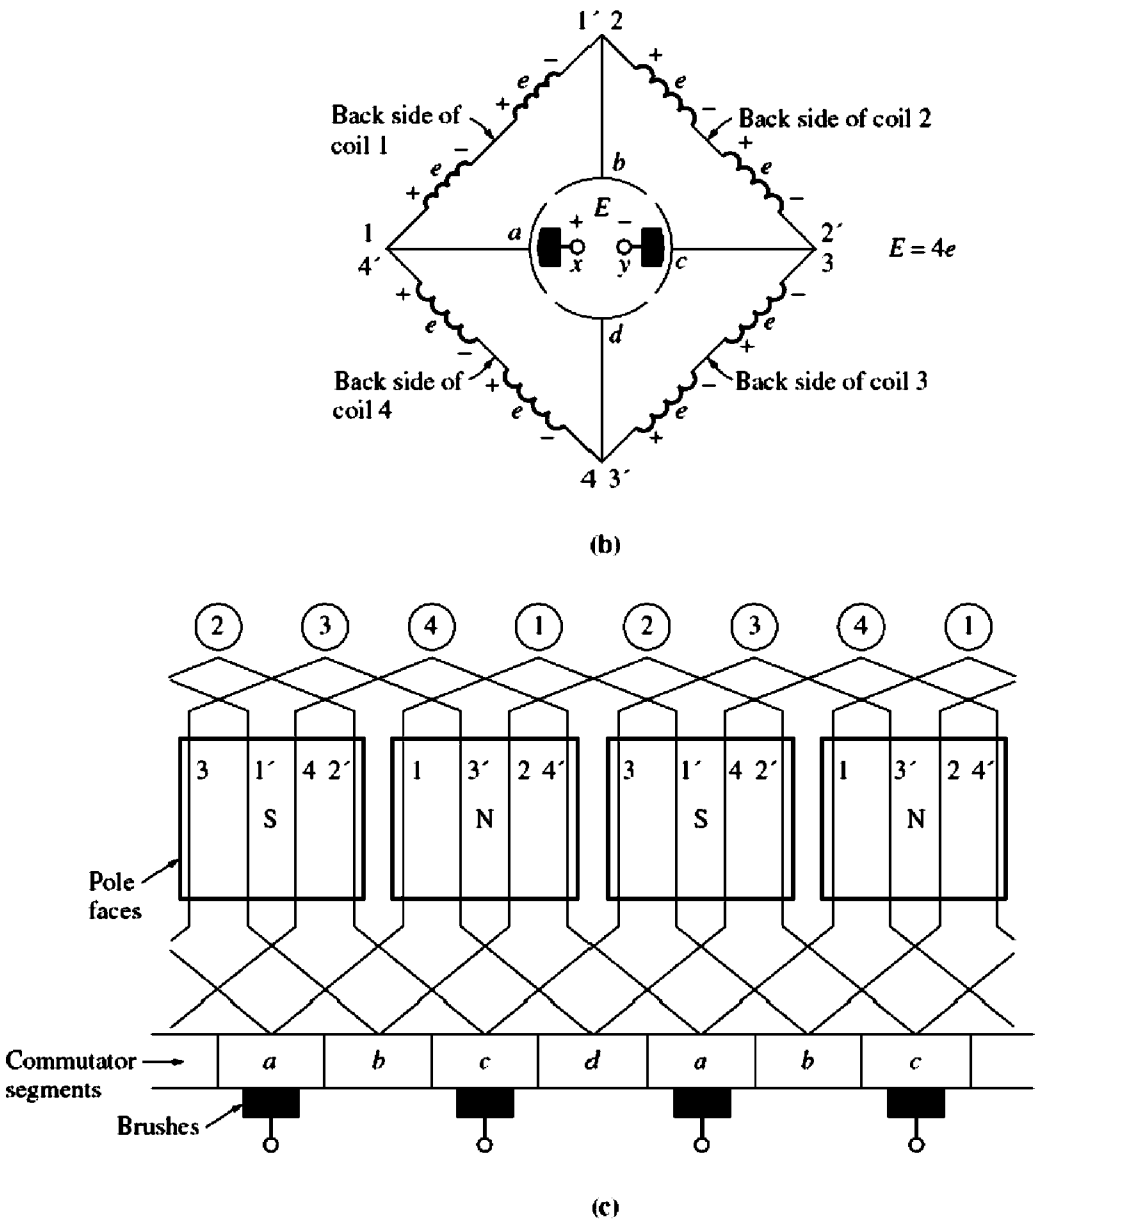 1´ 2
+
−
e
e
+
−
Back side of
coil 1
Back side of coil 2
−
+
e
b
e
+
−
E
1
a
+ −
2´
E = 4e
4´
x y
c
3
+
−
e
d
e
−
+
Back side of
coil 4
+
−
Back side of coil 3
e
e
−
+
4 3´
(b)
2 3 4 1 2 3 4 1
3 1´ 4 2´ 1 3´ 2 4´ 3 1´ 4 2´ 1 3´ 2 4´
S N S N
Pole
faces
Commutator
segments
a b c d a b c
Brushes
(c)